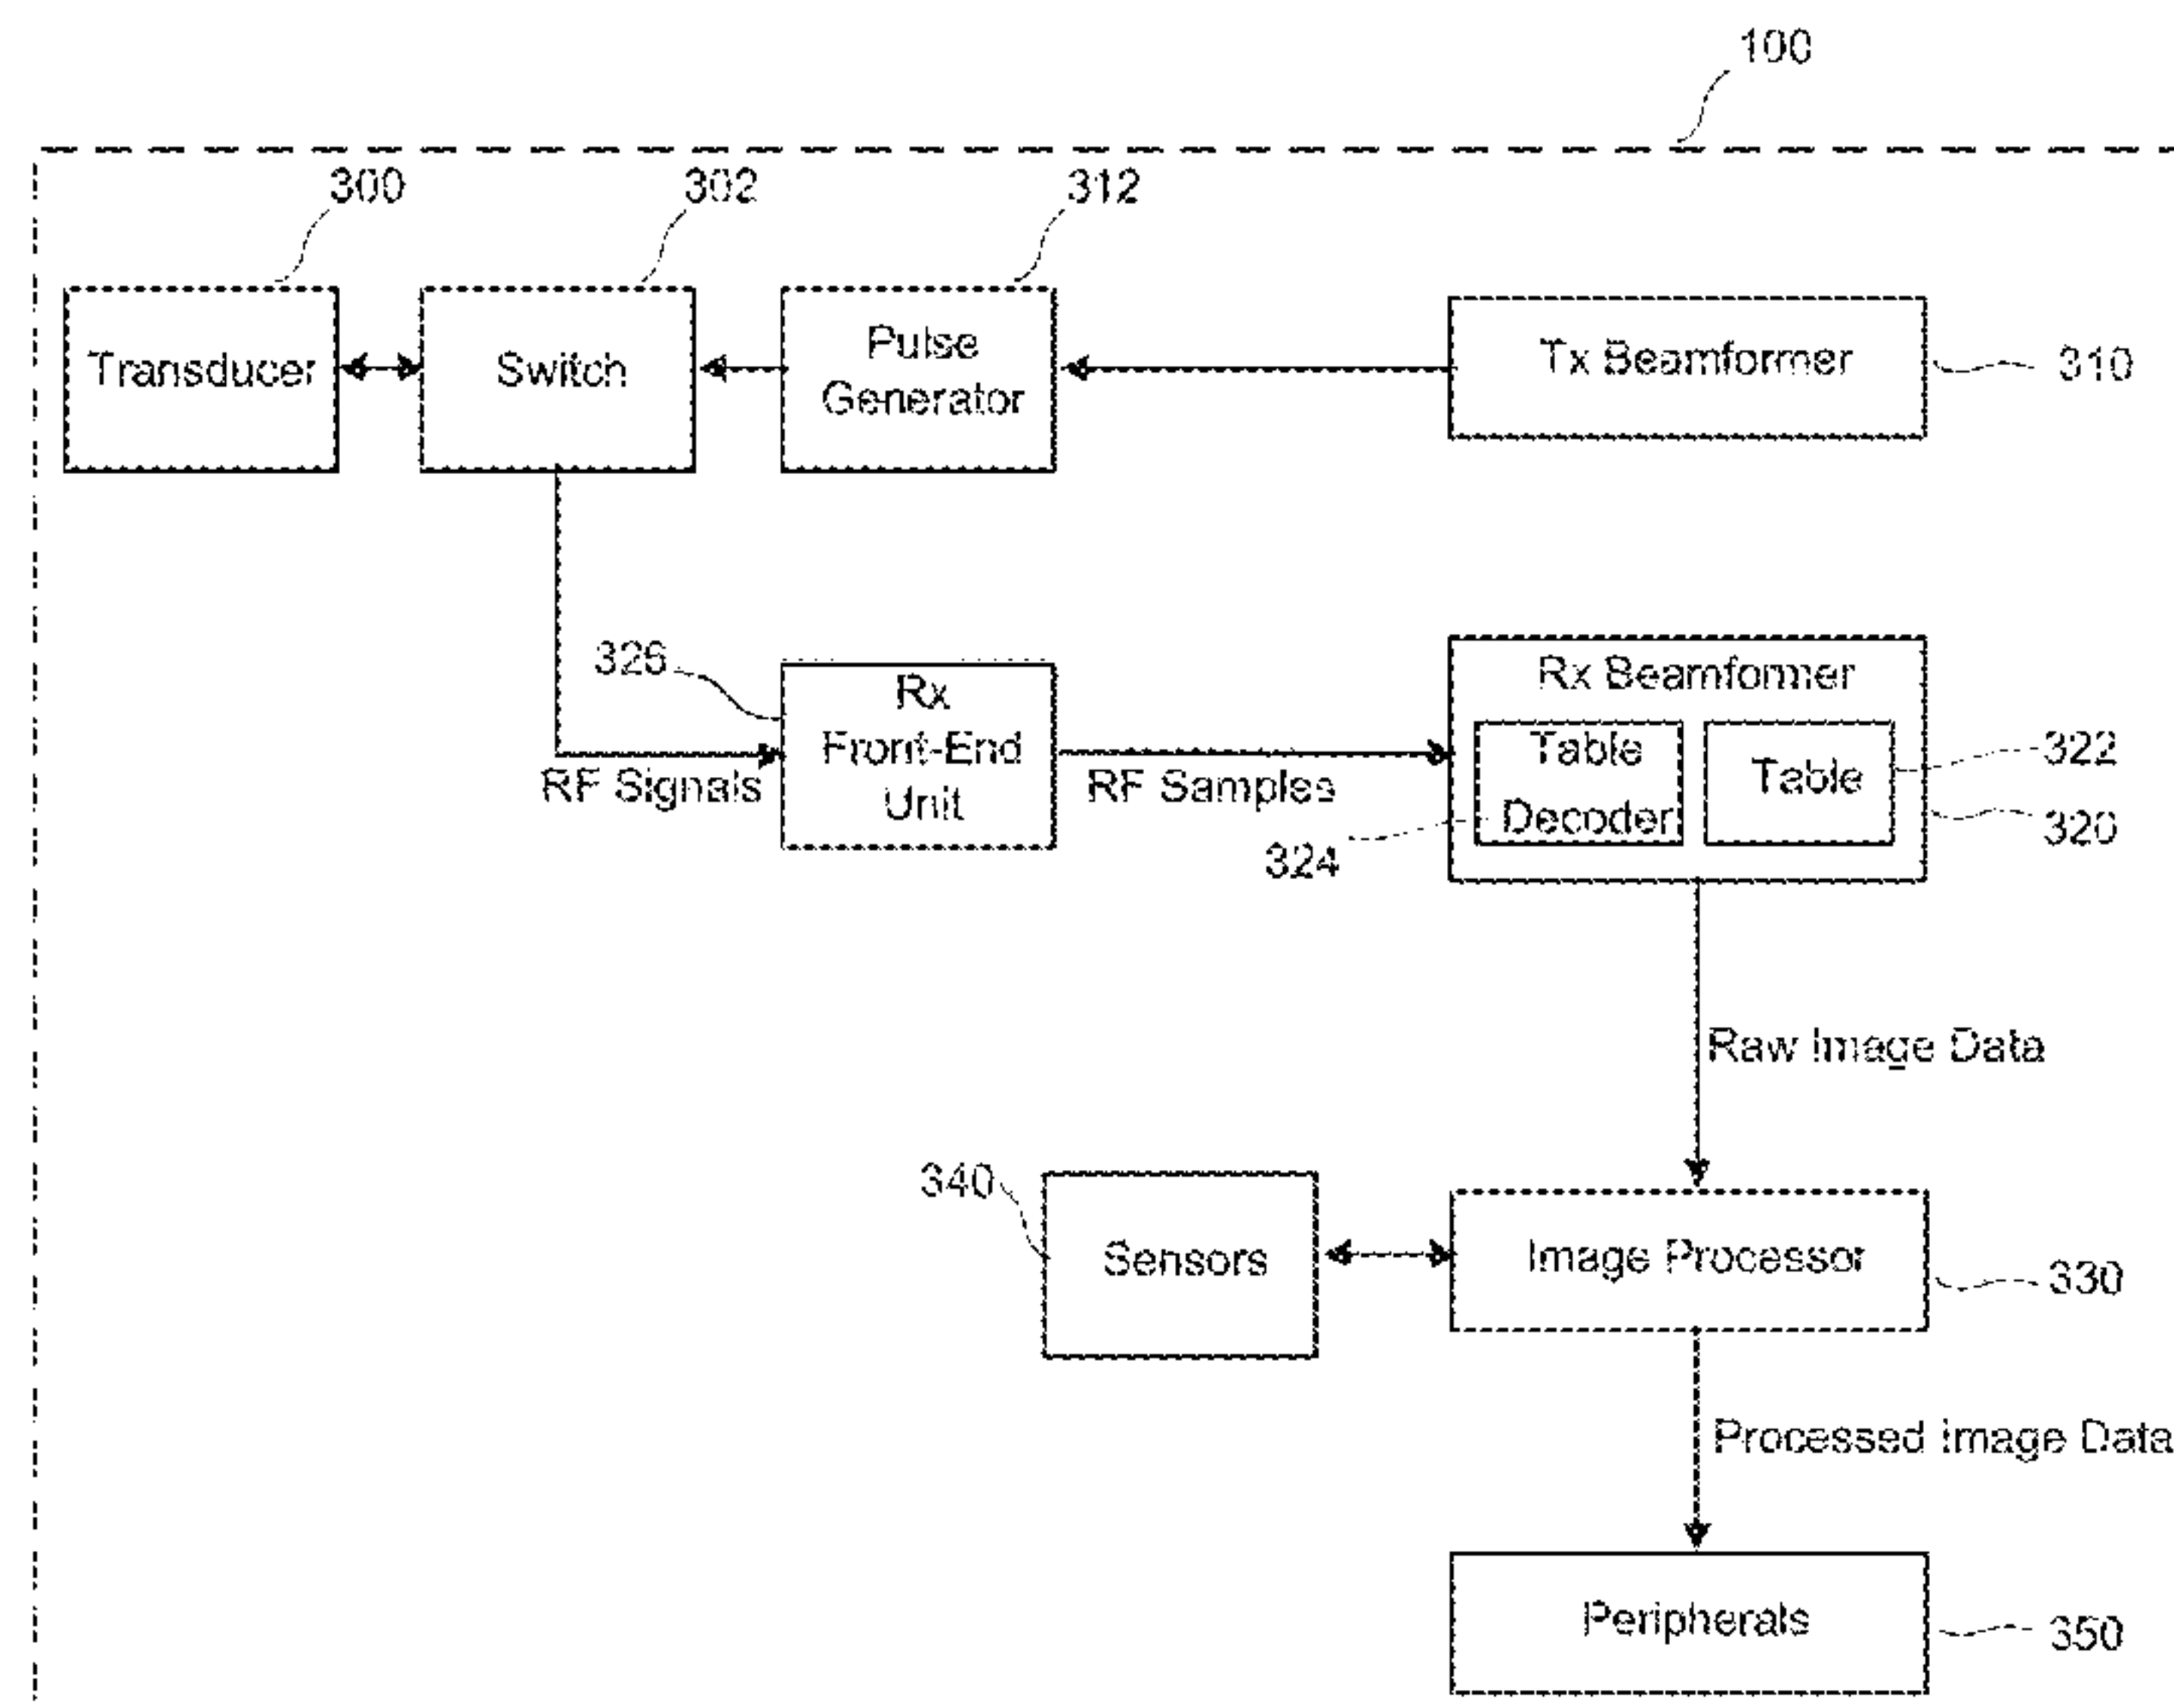 100
300
302
312
Transducer
Switch
Pulse
Generator
Tx Beamformer
310
326
Rx
Front-End
Unit
RF Signals
RF Samples
Rx Beamformer
Table
Decoder
Table
322
320
324
Raw Image Data
340
Sensors
Image Processor
330
Processed Image Data
Peripherals
350